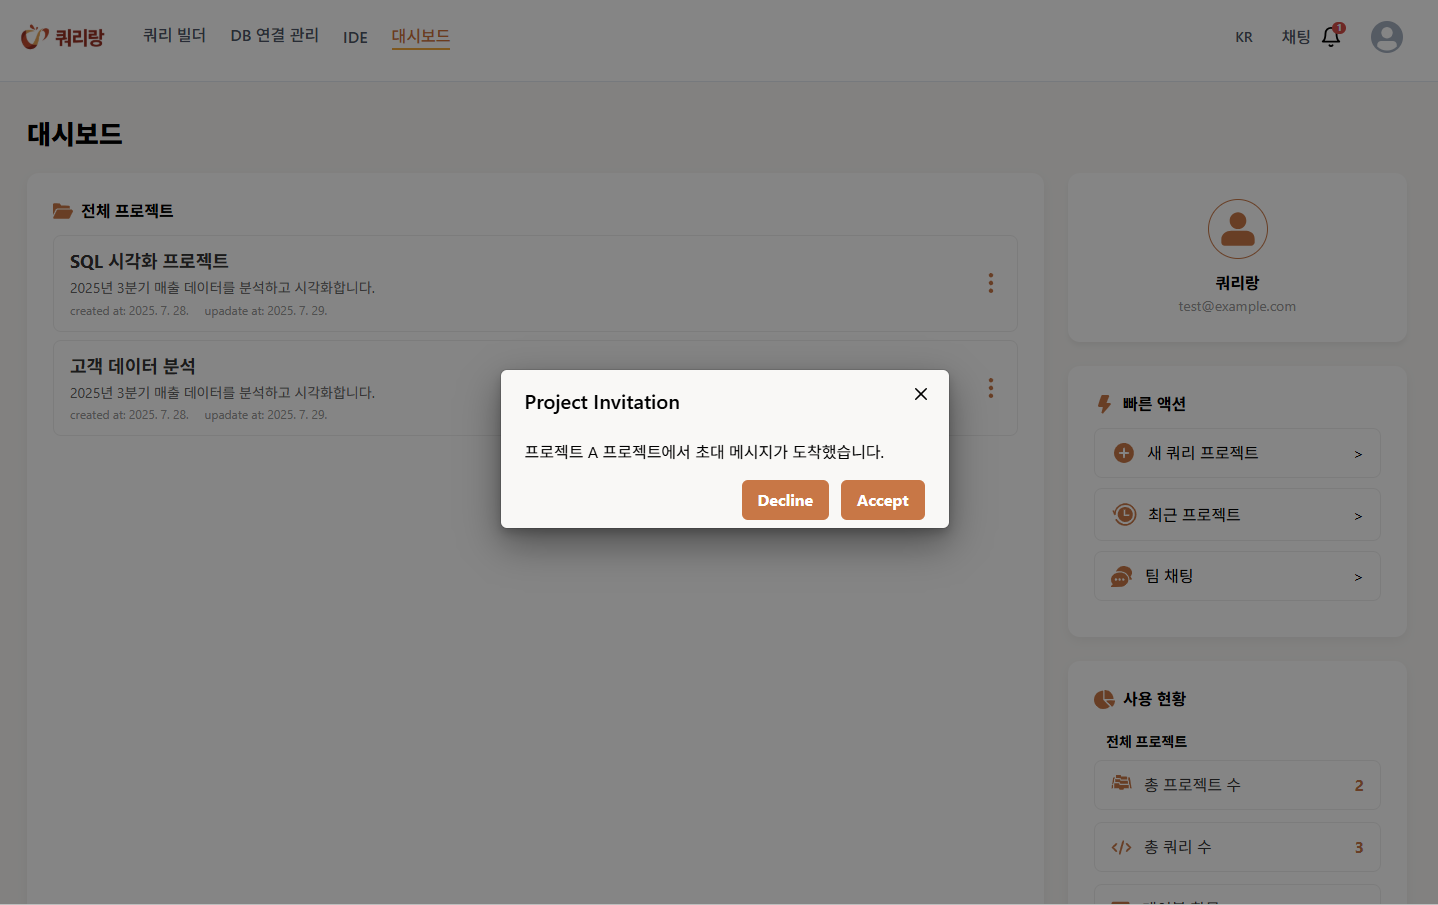 쿼리랑
쿼리 빌더
DB 연결 관리
IDE
대시보드
KR
채팅
1
대시보드
전체 프로젝트
SQL 시각화 프로젝트
2025년 3분기 매출 데이터를 분석하고 시각화합니다.
created at: 2025. 7. 28. upadate at: 2025. 7. 29.
고객 데이터 분석
2025년 3분기 매출 데이터를 분석하고 시각화합니다.
created at: 2025. 7. 28. upadate at: 2025. 7. 29.
Project Invitation
프로젝트 A 프로젝트에서 초대 메시지가 도착했습니다.
Decline
Accept
쿼리랑
test@example.com
빠른 액션
새 쿼리 프로젝트 >
최근 프로젝트 >
팀 채팅 >
사용 현황
전체 프로젝트
총 프로젝트 수 2
총 쿼리 수 3